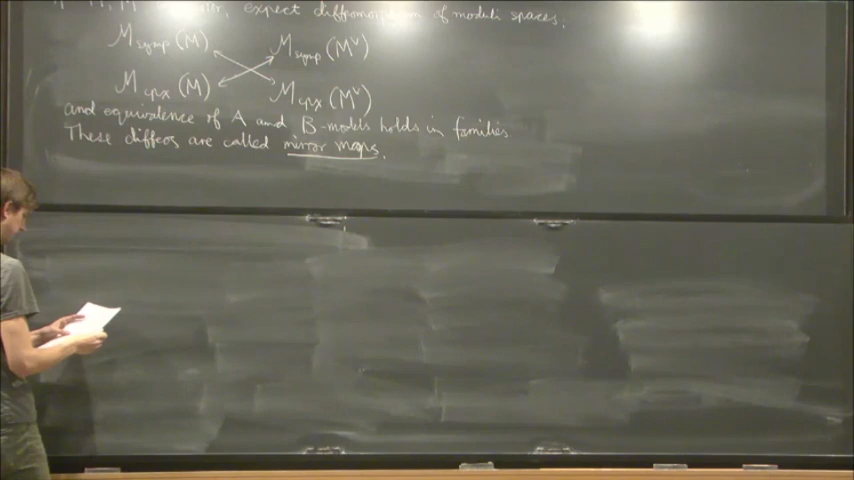 mirror, expect diffeomorphism of moduli spaces.
M_symp (M) M_symp (M^∨)
M_cpx (M) M_cpx (M^∨)
and equivalence of A and B-models holds in families.
These diffeos are called mirror maps.